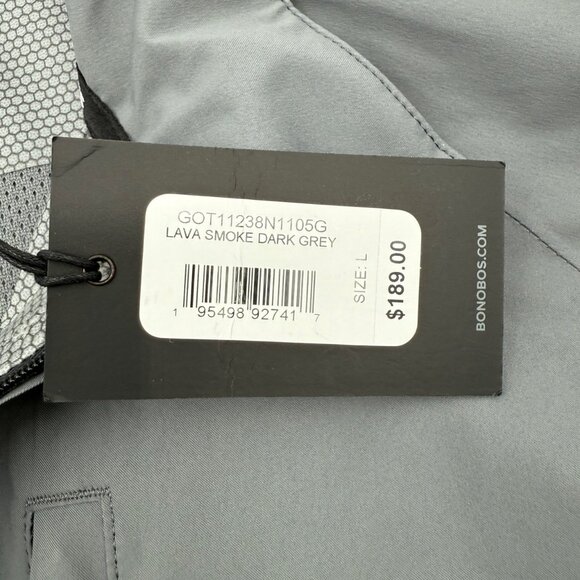 GOT11238N1105G
LAVA SMOKE DARK GREY
1 95498 92741 7
SIZE: L
$189.00
BONOBOS.COM